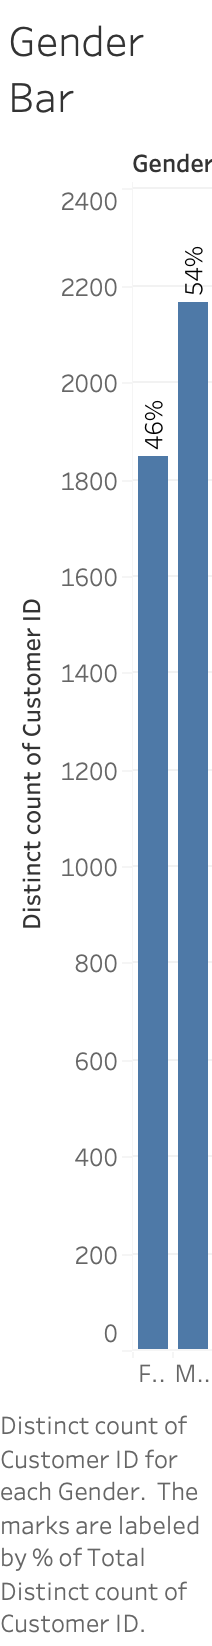 Gender
Bar
Gender
2400
54%
2200
2000
46%
1800
1600
1400
Distinct count of Customer ID
1200
1000
800
600
400
200
0
F.. M..
Distinct count of
Customer ID for
each Gender.  The
marks are labeled
by % of Total
Distinct count of
Customer ID.